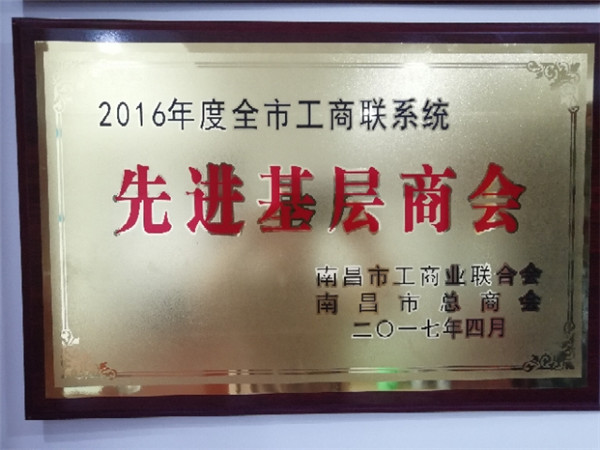 2016年度全市工商联系统
先进基层商会
南昌市工商业联合会
南昌市总商会
二〇一七年四月